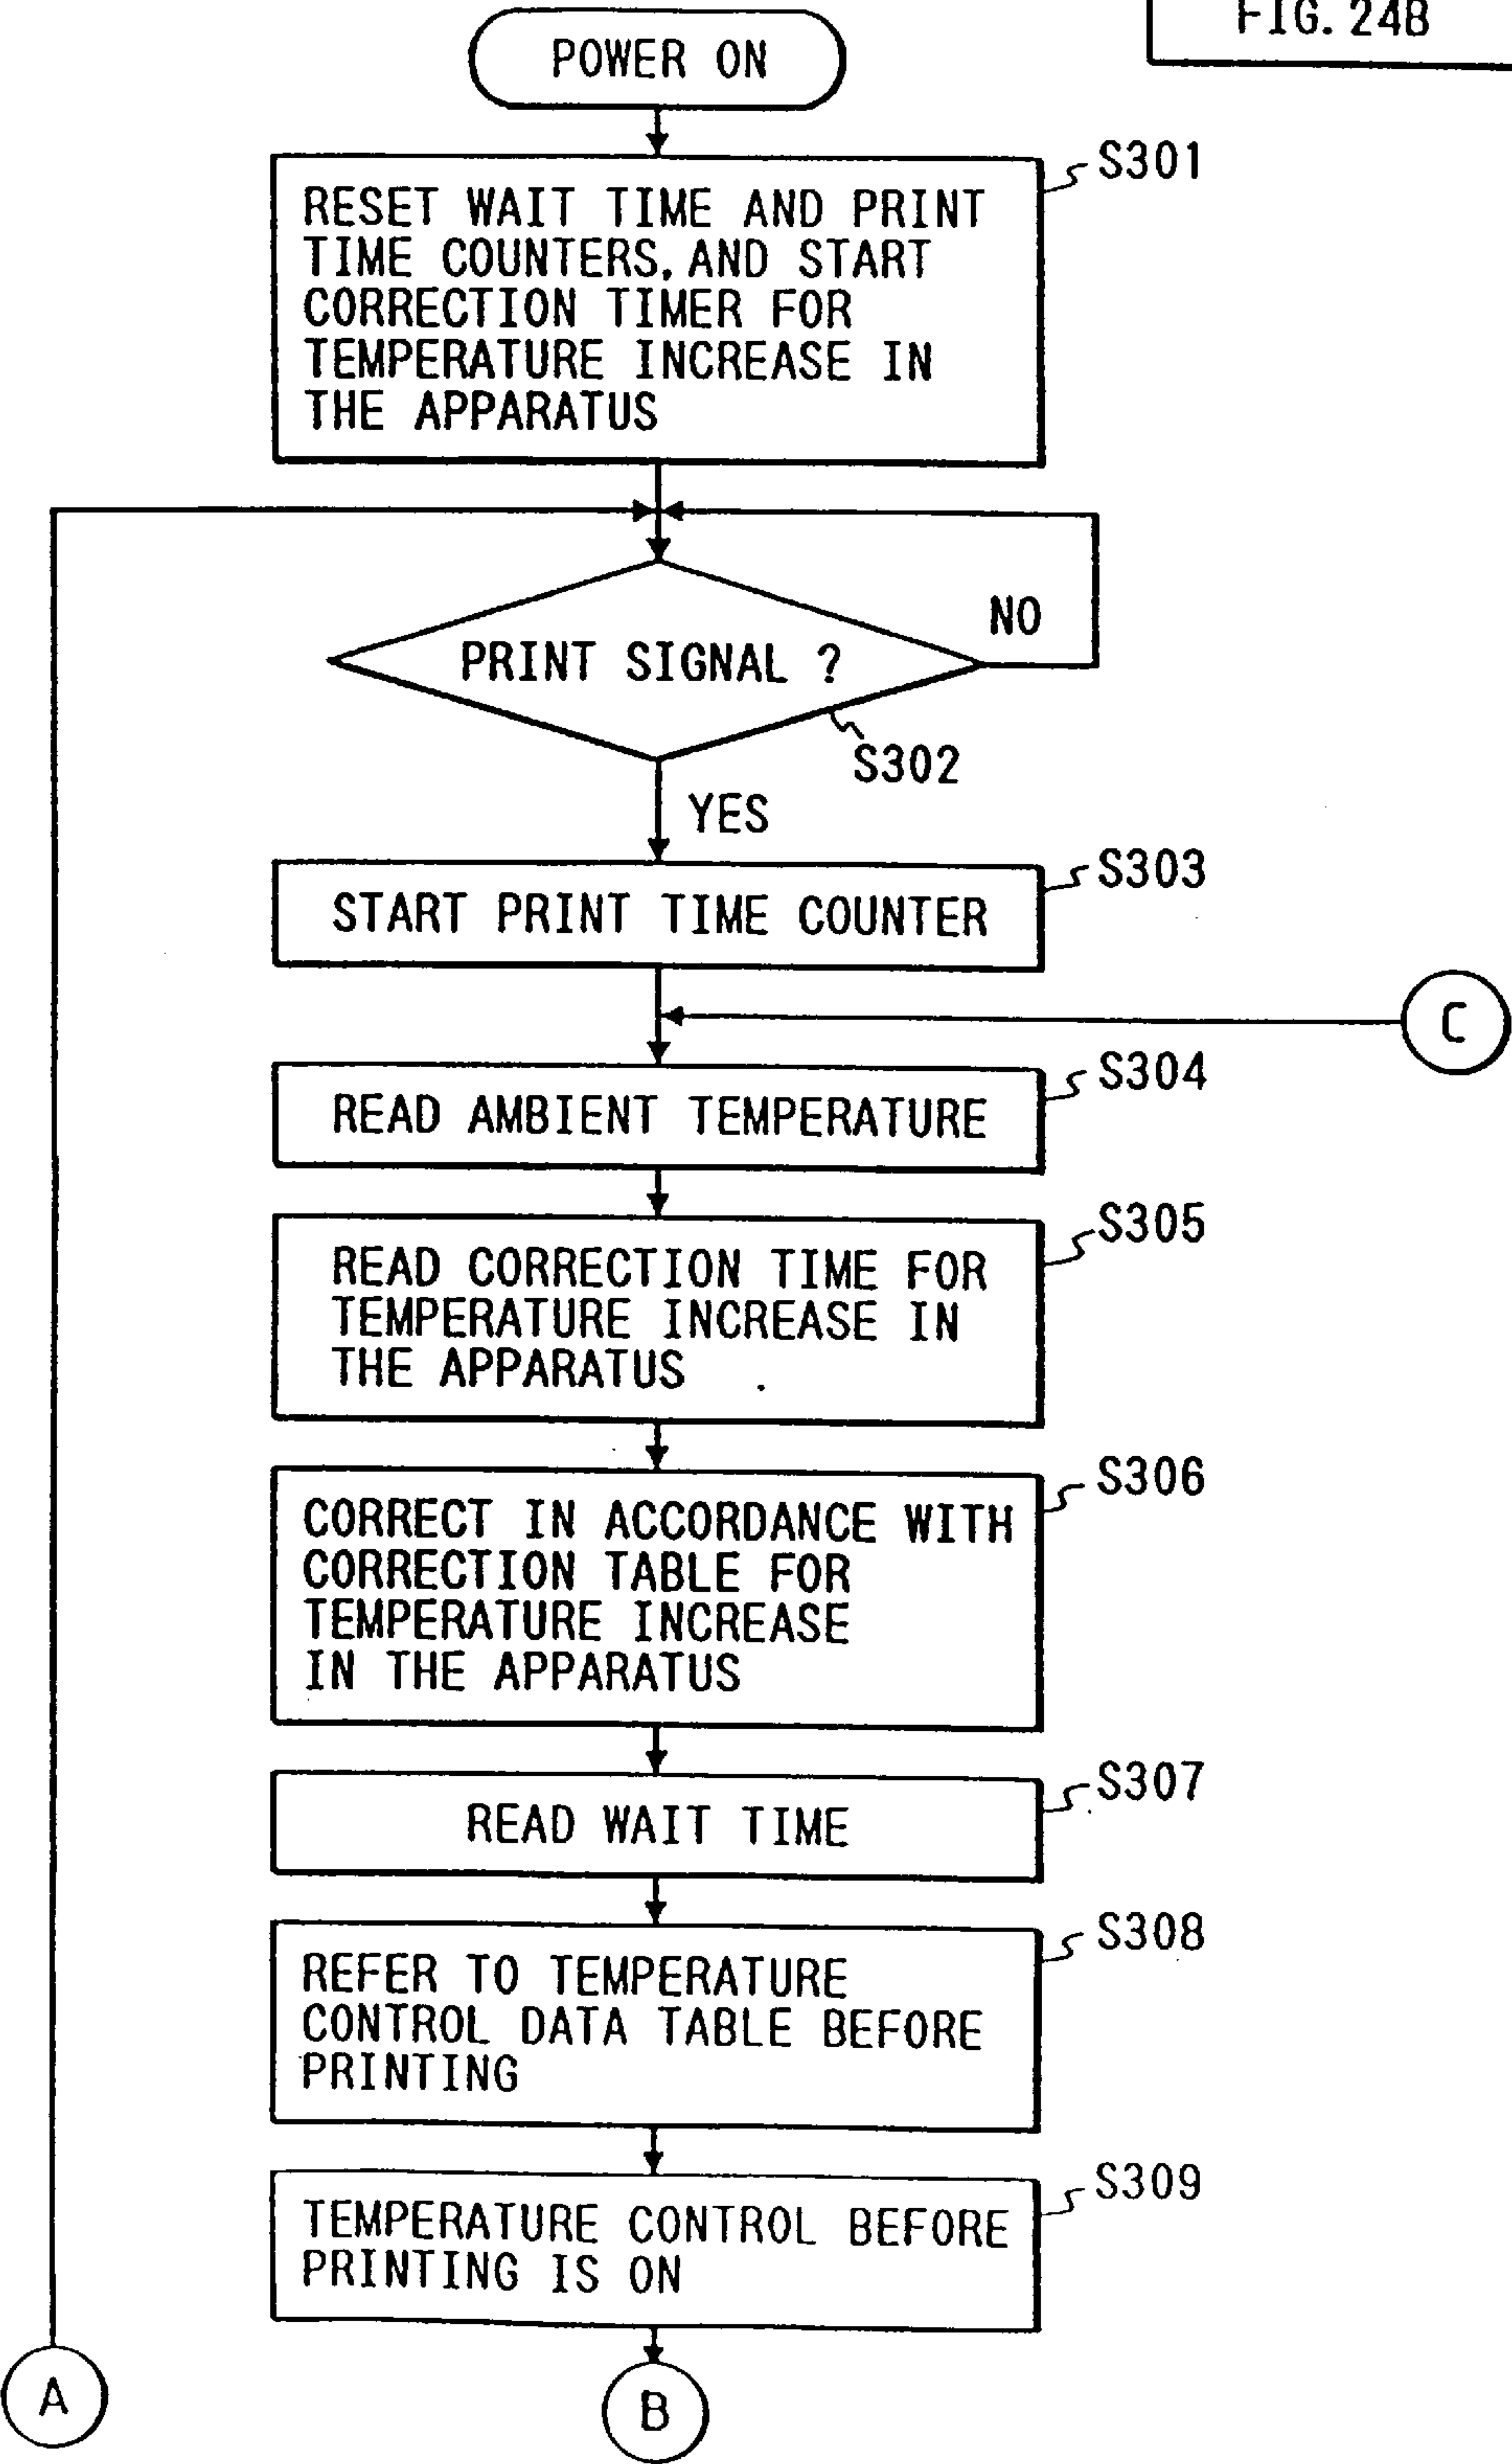 FIG. 24B
POWER ON
S301
RESET WAIT TIME AND PRINT
TIME COUNTERS, AND START
CORRECTION TIMER FOR
TEMPERATURE INCREASE IN
THE APPARATUS
NO
PRINT SIGNAL ?
S302
YES
S303
START PRINT TIME COUNTER
C
S304
READ AMBIENT TEMPERATURE
S305
READ CORRECTION TIME FOR
TEMPERATURE INCREASE IN
THE APPARATUS
S306
CORRECT IN ACCORDANCE WITH
CORRECTION TABLE FOR
TEMPERATURE INCREASE
IN THE APPARATUS
S307
READ WAIT TIME
S308
REFER TO TEMPERATURE
CONTROL DATA TABLE BEFORE
PRINTING
S309
TEMPERATURE CONTROL BEFORE
PRINTING IS ON
A
B